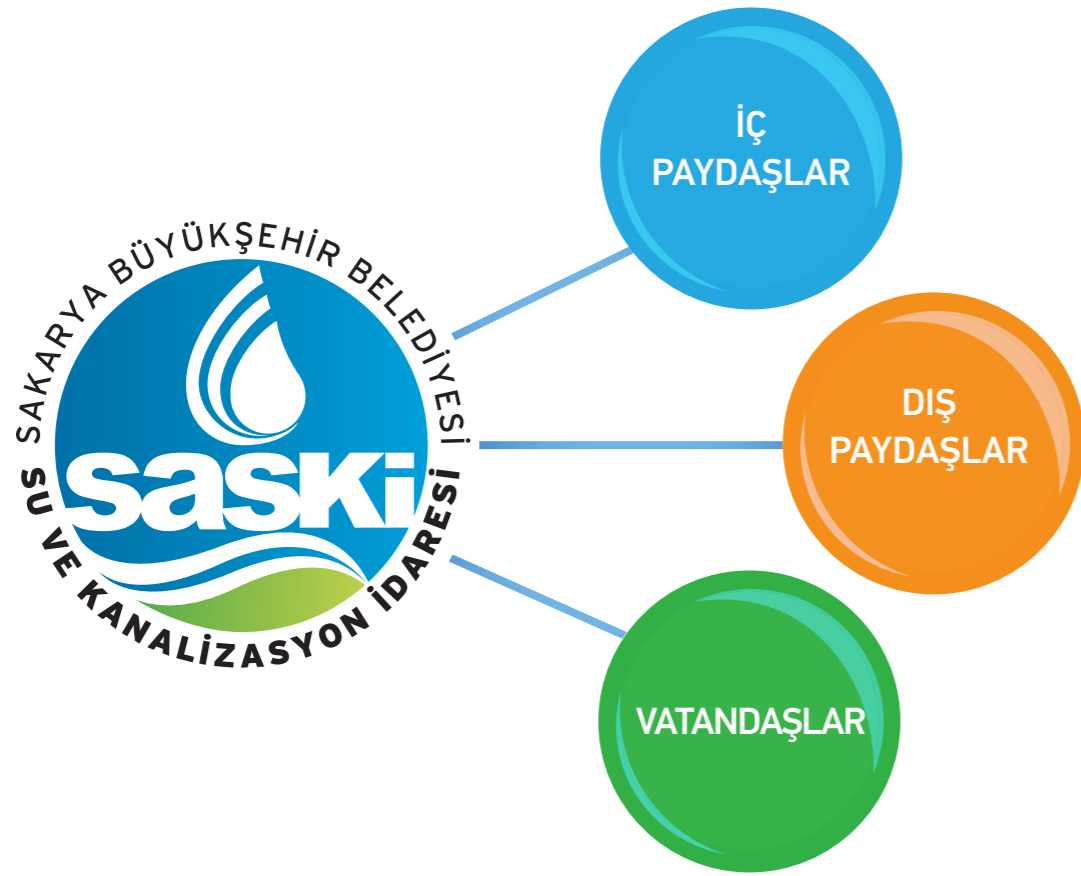 SAKARYA BÜYÜKŞEHİR BELEDİYESİ
saski
SU VE KANALİZASYON İDARESİ
İÇ
PAYDAŞLAR
DIŞ
PAYDAŞLAR
VATANDAŞLAR